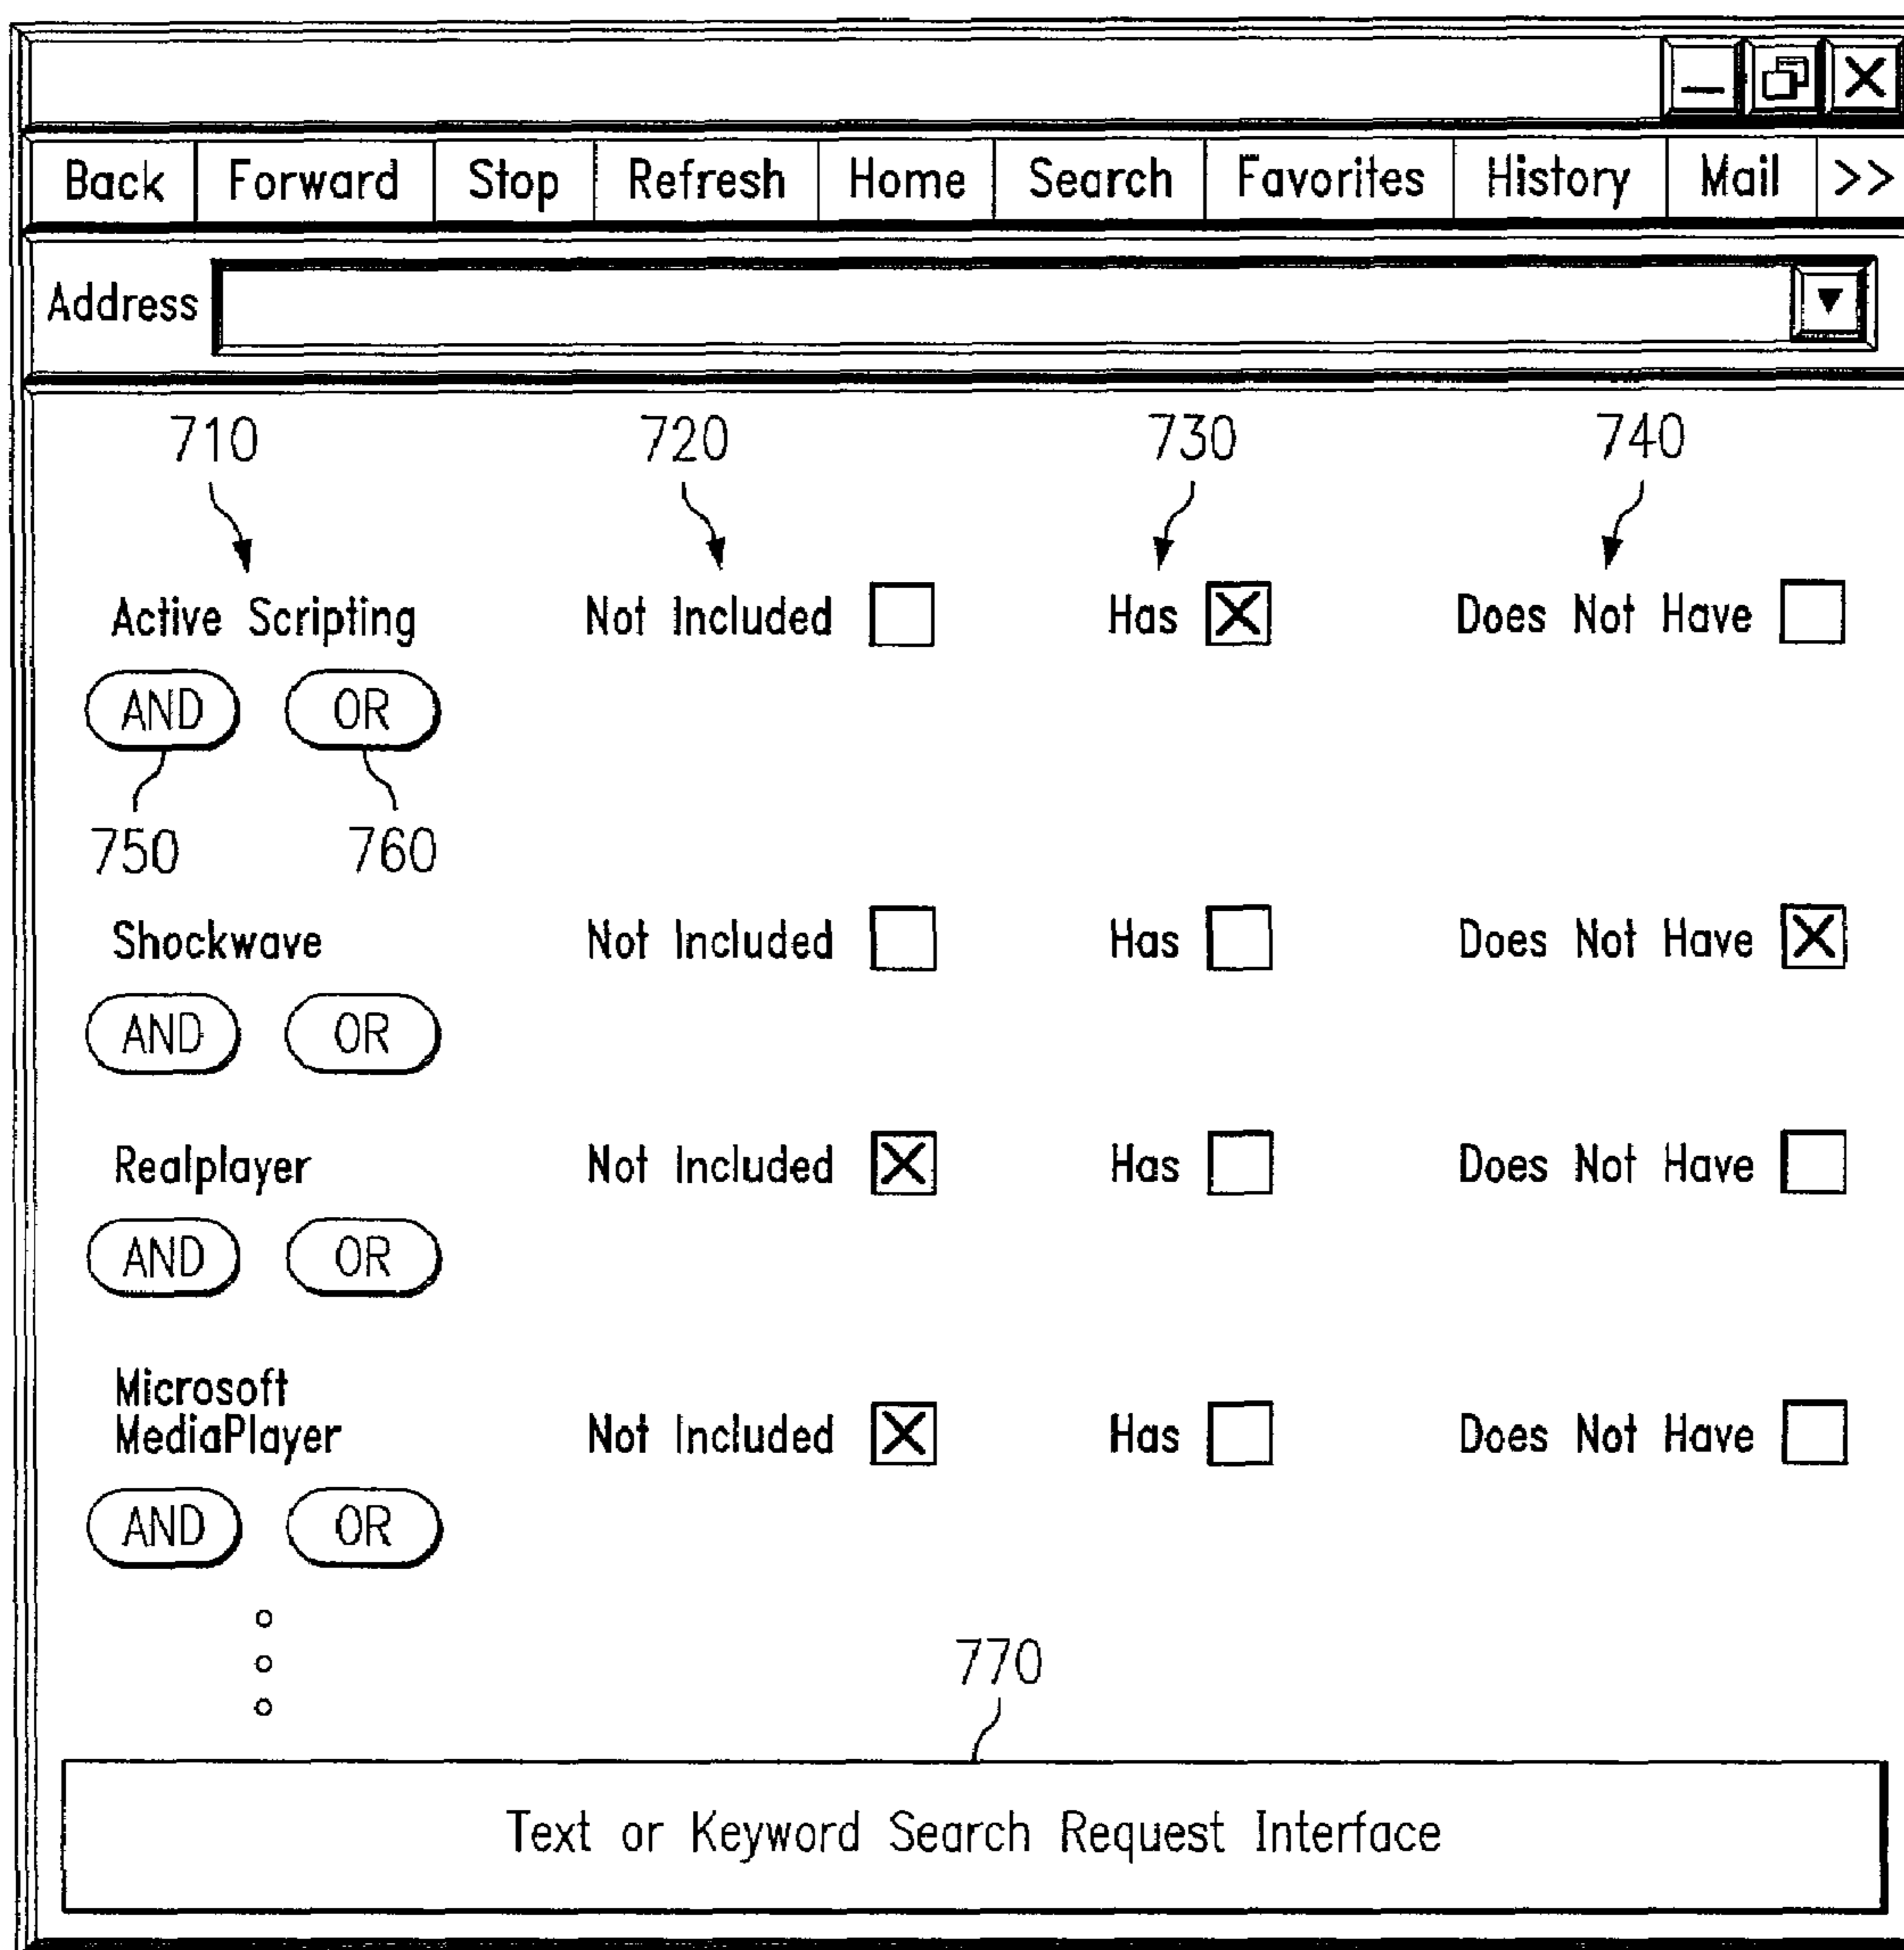 Back Forward Stop Refresh Home Search Favorites History Mail >>
Address
710 720 730 740
Active Scripting Not Included Has Does Not Have
AND OR
750 760
Shockwave Not Included Has Does Not Have
AND OR
Realplayer Not Included Has Does Not Have
AND OR
Microsoft
MediaPlayer Not Included Has Does Not Have
AND OR
770
Text or Keyword Search Request Interface